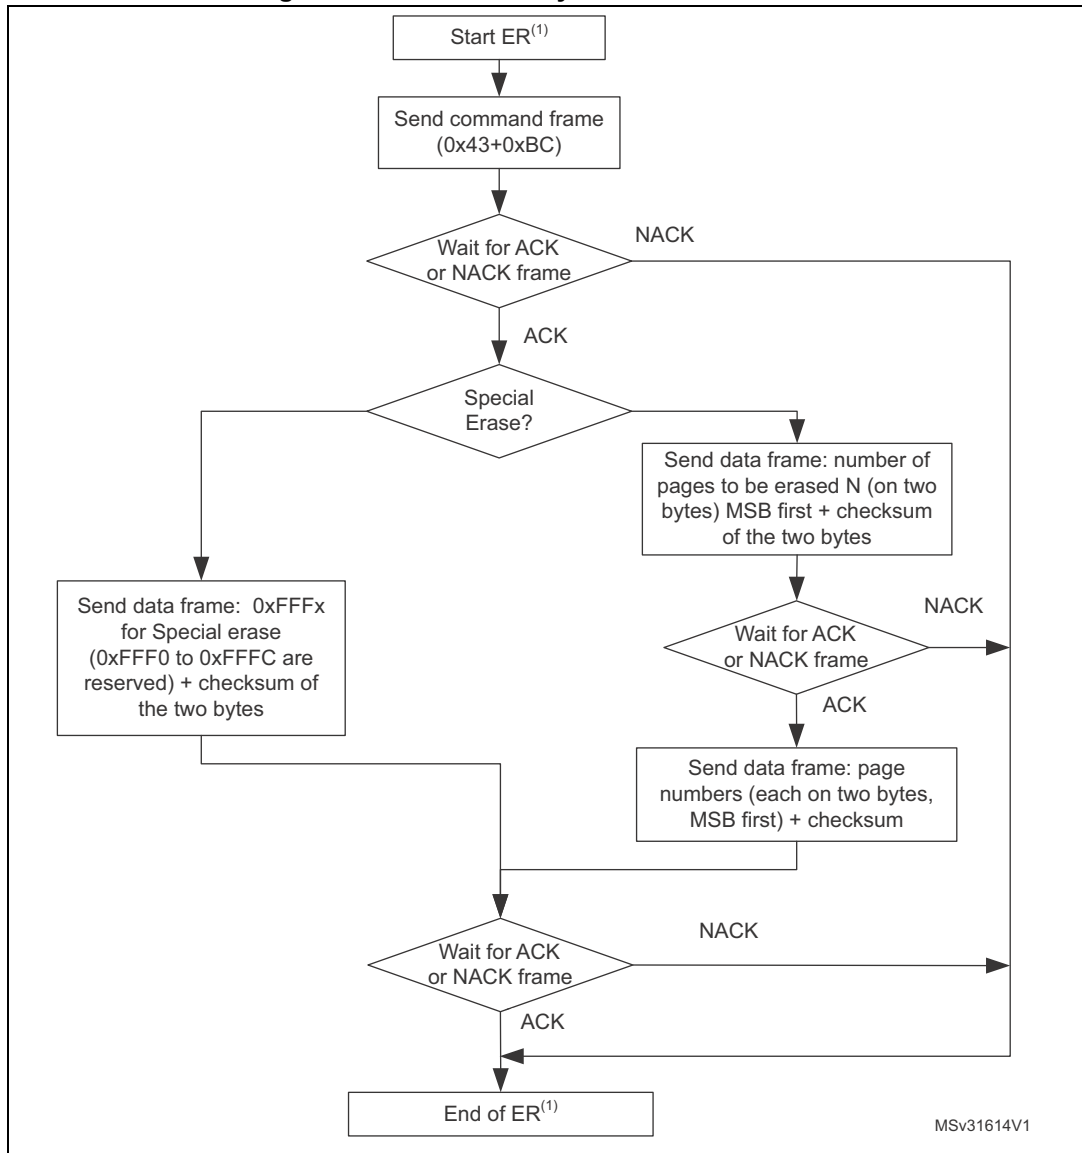 Start ER(1)
Send command frame
(0x43+0xBC)
Wait for ACK
or NACK frame
NACK
ACK
Special
Erase?
Send data frame: number of
pages to be erased N (on two
bytes) MSB first + checksum
of the two bytes
Send data frame:  0xFFFx
for Special erase
(0xFFF0 to 0xFFFC are
reserved) + checksum of
the two bytes
Wait for ACK
or NACK frame
NACK
ACK
Send data frame: page
numbers (each on two bytes,
MSB first) + checksum
Wait for ACK
or NACK frame
NACK
ACK
End of ER(1)
MSv31614V1